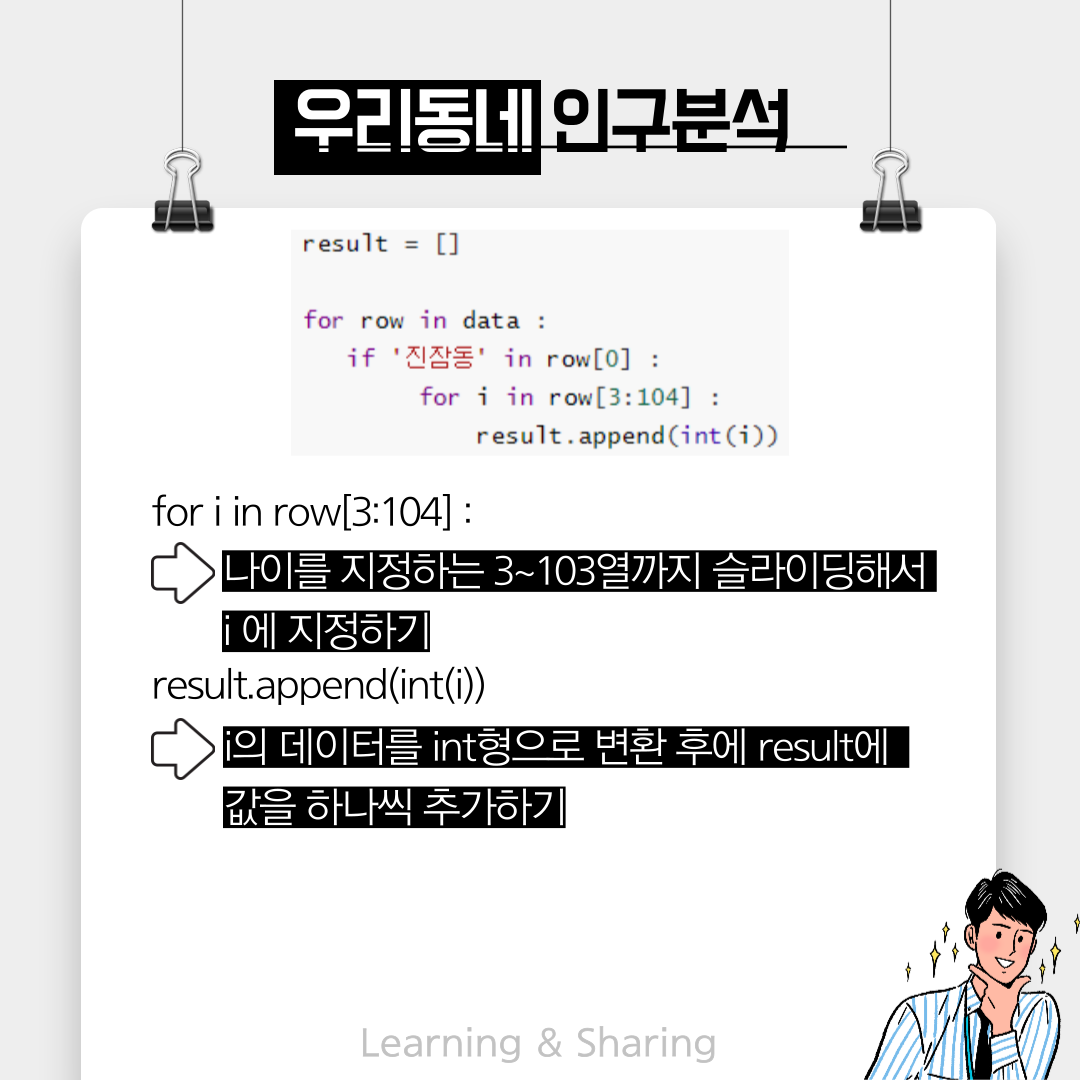 우리동네 인구분석
result = []
for row in data :
if '진잠동' in row[0] :
for i in row[3:104] :
result.append(int(i))
for i in row[3:104] :
나이를 지정하는 3~103열까지 슬라이딩해서
i 에 지정하기
result.append(int(i))
i의 데이터를 int형으로 변환 후에 result에
값을 하나씩 추가하기
Learning & Sharing